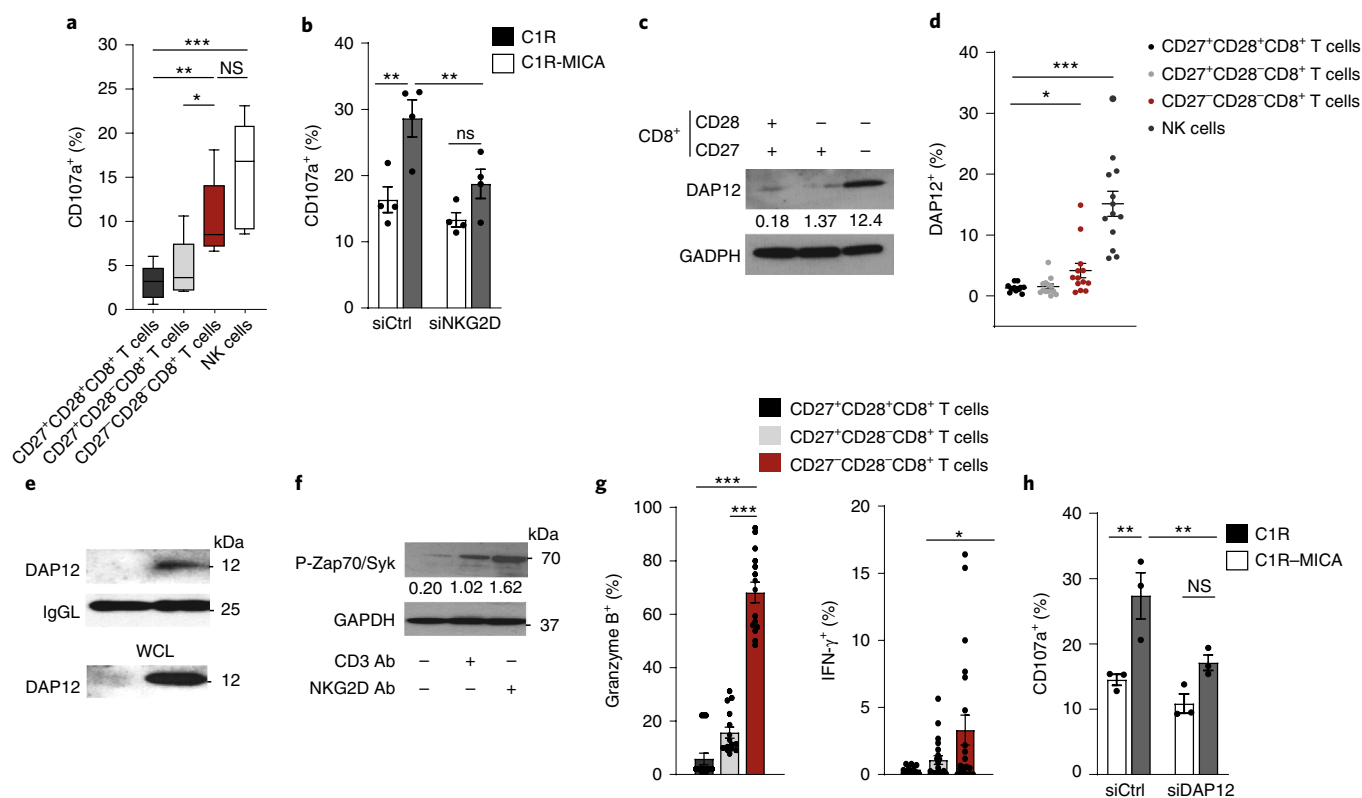 a
CD107a⁺ (%)
30
25
20
15
10
5
0
***
**
NS
*
CD27⁺CD28⁺CD8⁺ T cells
CD27⁺CD28⁻CD8⁺ T cells
CD27⁻CD28⁻CD8⁺ T cells
NK cells
b
C1R
C1R-MICA
CD107a⁺ (%)
40
30
20
10
0
**
**
ns
siCtrl siNKG2D
c
CD8⁺
CD28 + − −
CD27 + + −
DAP12
0.18 1.37 12.4
GADPH
d
DAP12⁺ (%)
40
30
20
10
0
***
*
CD27⁺CD28⁺CD8⁺ T cells
CD27⁺CD28⁻CD8⁺ T cells
CD27⁻CD28⁻CD8⁺ T cells
NK cells
e
kDa
DAP12 12
IgGL 25
WCL
DAP12 12
f
kDa
P-Zap70/Syk 70
0.20 1.02 1.62
GAPDH 37
CD3 Ab − + −
NKG2D Ab − − +
CD27⁺CD28⁺CD8⁺ T cells
CD27⁺CD28⁻CD8⁺ T cells
CD27⁻CD28⁻CD8⁺ T cells
g
Granzyme B⁺ (%)
100
80
60
40
20
0
***
***
IFN-γ⁺ (%)
20
15
10
5
0
*
h
CD107a⁺ (%)
40
30
20
10
0
**
**
NS
C1R
C1R–MICA
siCtrl siDAP12